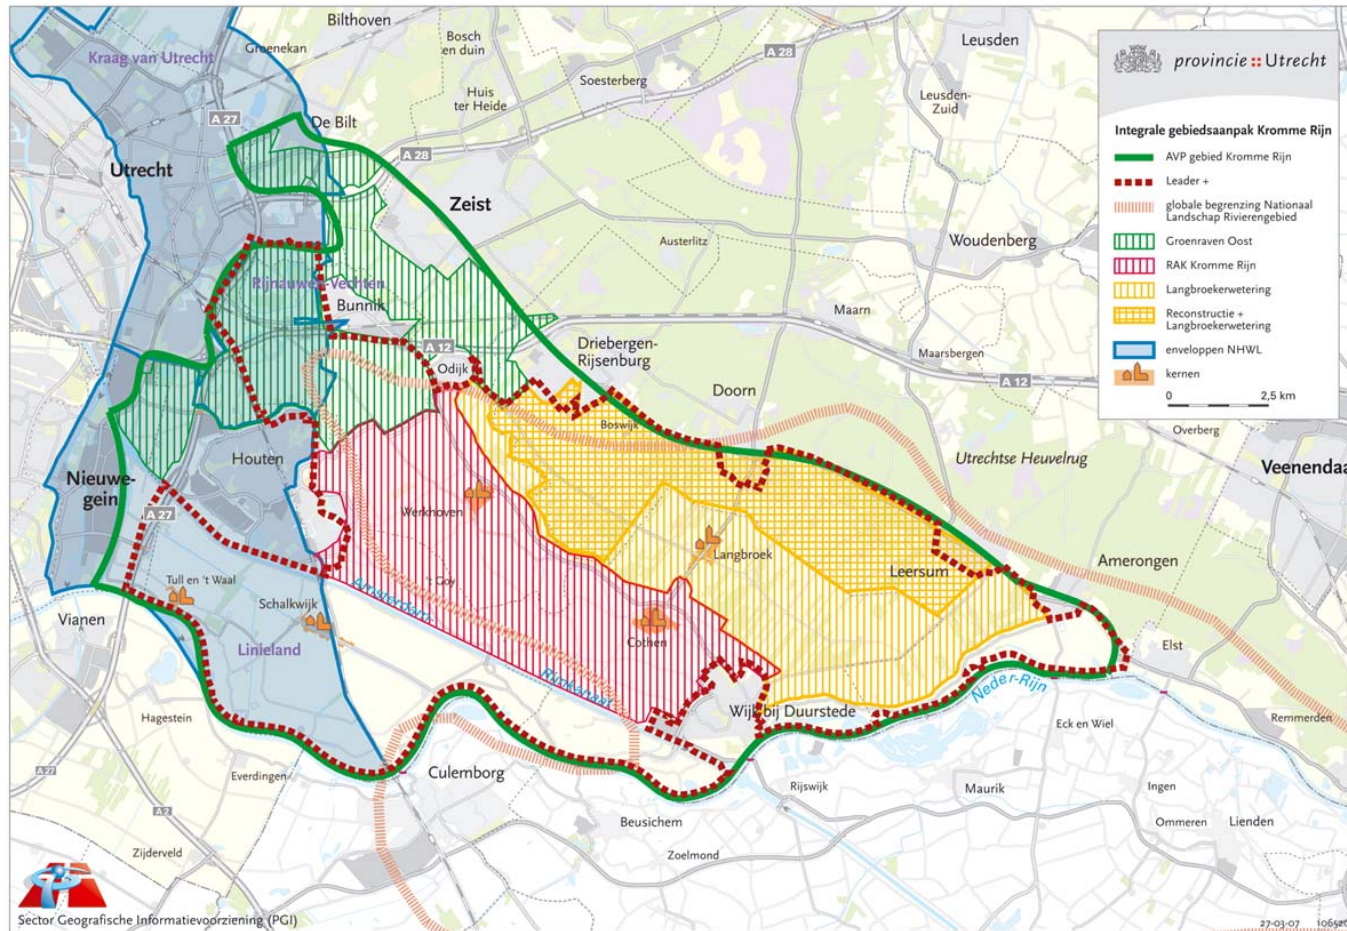 Bilthoven
Kraag van Utrecht
Groenekan
Bosch
en duin
A 28
Leusden
Soesterberg
Huis
ter Heide
Leusden-
Zuid
A 27
De Bilt
Utrecht
A 28
Zeist
Austerlitz
Woudenberg
Rijnauwen-Vechten
Bunnik
Maarn
A 12
Driebergen-
Rijsenburg
Maarsbergen
Odijk
A 12
Doorn
Boswijk
Overberg
Houten
Utrechtse Heuvelrug
Nieuwe-
gein
A 27
Werkhoven
Langbroek
Amerongen
Leersum
Tull en 't Waal
't Goy
Amsterdam-
Schalkwijk
Vianen
Cothen
Linieland
Elst
Rijnkanaal
Neder-Rijn
Wijk bij Duurstede
Hagestein
Eck en Wiel
Remmerden
A 27
Everdingen
Culemborg
Rijswijk
Maurik
Ingen
A 2
Beusichem
Ommeren
Lienden
Zijderveld
Zoelmond
provincie :: Utrecht
Integrale gebiedsaanpak Kromme Rijn
AVP gebied Kromme Rijn
Leader +
globale begrenzing Nationaal
Landschap Rivierengebied
Groenraven Oost
RAK Kromme Rijn
Langbroekerwetering
Reconstructie +
Langbroekerwetering
enveloppen NHWL
kernen
0 2,5 km
Sector Geografische Informatievoorziening (PGI)
27-03-07